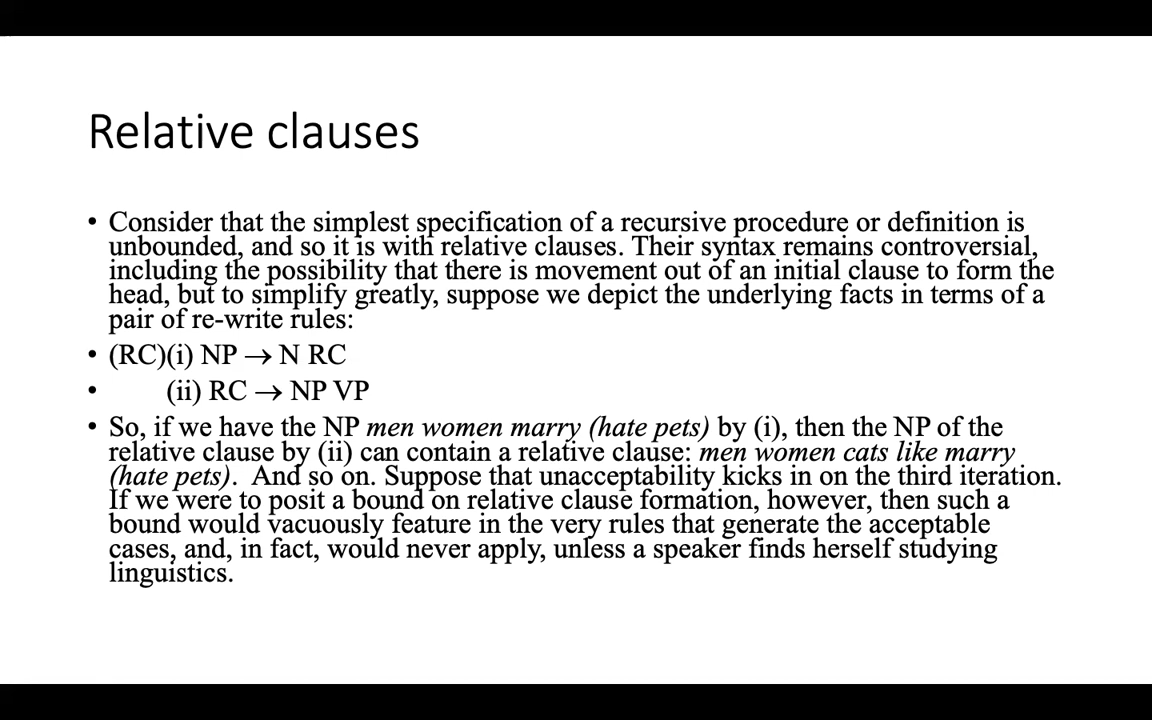 Relative clauses
• Consider that the simplest specification of a recursive procedure or definition is
unbounded, and so it is with relative clauses. Their syntax remains controversial,
including the possibility that there is movement out of an initial clause to form the
head, but to simplify greatly, suppose we depict the underlying facts in terms of a
pair of re-write rules:
• (RC)(i) NP → N RC
• (ii) RC → NP VP
• So, if we have the NP men women marry (hate pets) by (i), then the NP of the
relative clause by (ii) can contain a relative clause: men women cats like marry
(hate pets). And so on. Suppose that unacceptability kicks in on the third iteration.
If we were to posit a bound on relative clause formation, however, then such a
bound would vacuously feature in the very rules that generate the acceptable
cases, and, in fact, would never apply, unless a speaker finds herself studying
linguistics.